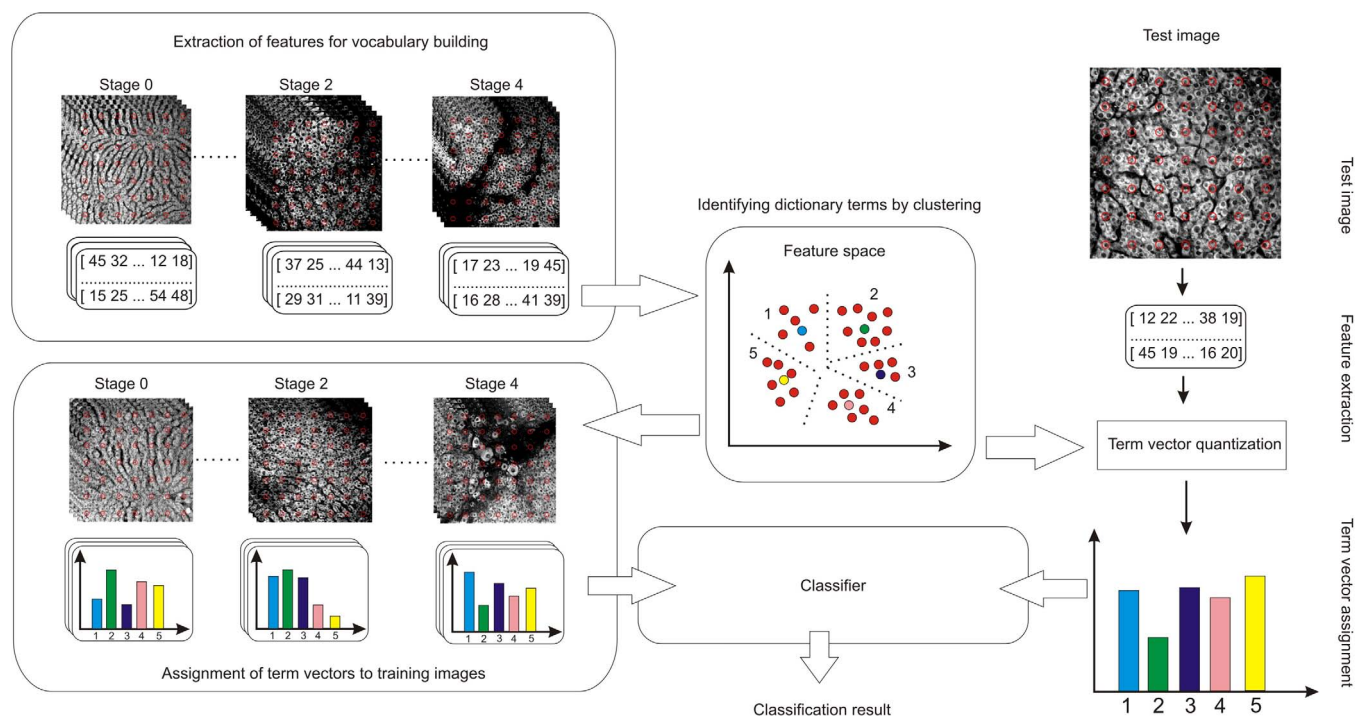 Extraction of features for vocabulary building
Stage 0
Stage 2
Stage 4
[ 45 32 ... 12 18]
[ 15 25 ... 54 48]
[ 37 25 ... 44 13]
[ 29 31 ... 11 39]
[ 17 23 ... 19 45]
[ 16 28 ... 41 39]
Identifying dictionary terms by clustering
Feature space
1
2
3
4
5
Stage 0
Stage 2
Stage 4
1 2 3 4 5
1 2 3 4 5
1 2 3 4 5
Assignment of term vectors to training images
Classifier
Classification result
Test image
[ 12 22 ... 38 19]
[ 45 19 ... 16 20]
Term vector quantization
1 2 3 4 5
Test image
Feature extraction
Term vector assignment